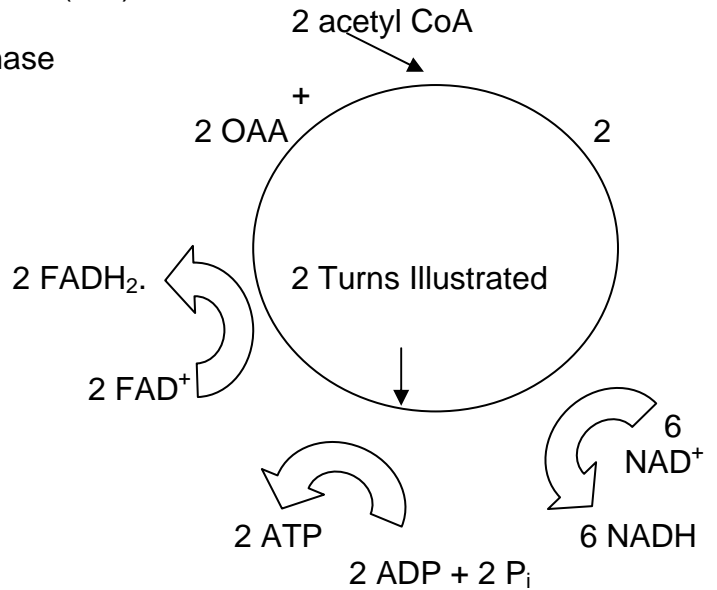 2 acetyl CoA
nase
+
2 OAA
2
2 FADH₂.
2 Turns Illustrated
2 FAD⁺
6
NAD⁺
2 ATP
6 NADH
2 ADP + 2 Pᵢ